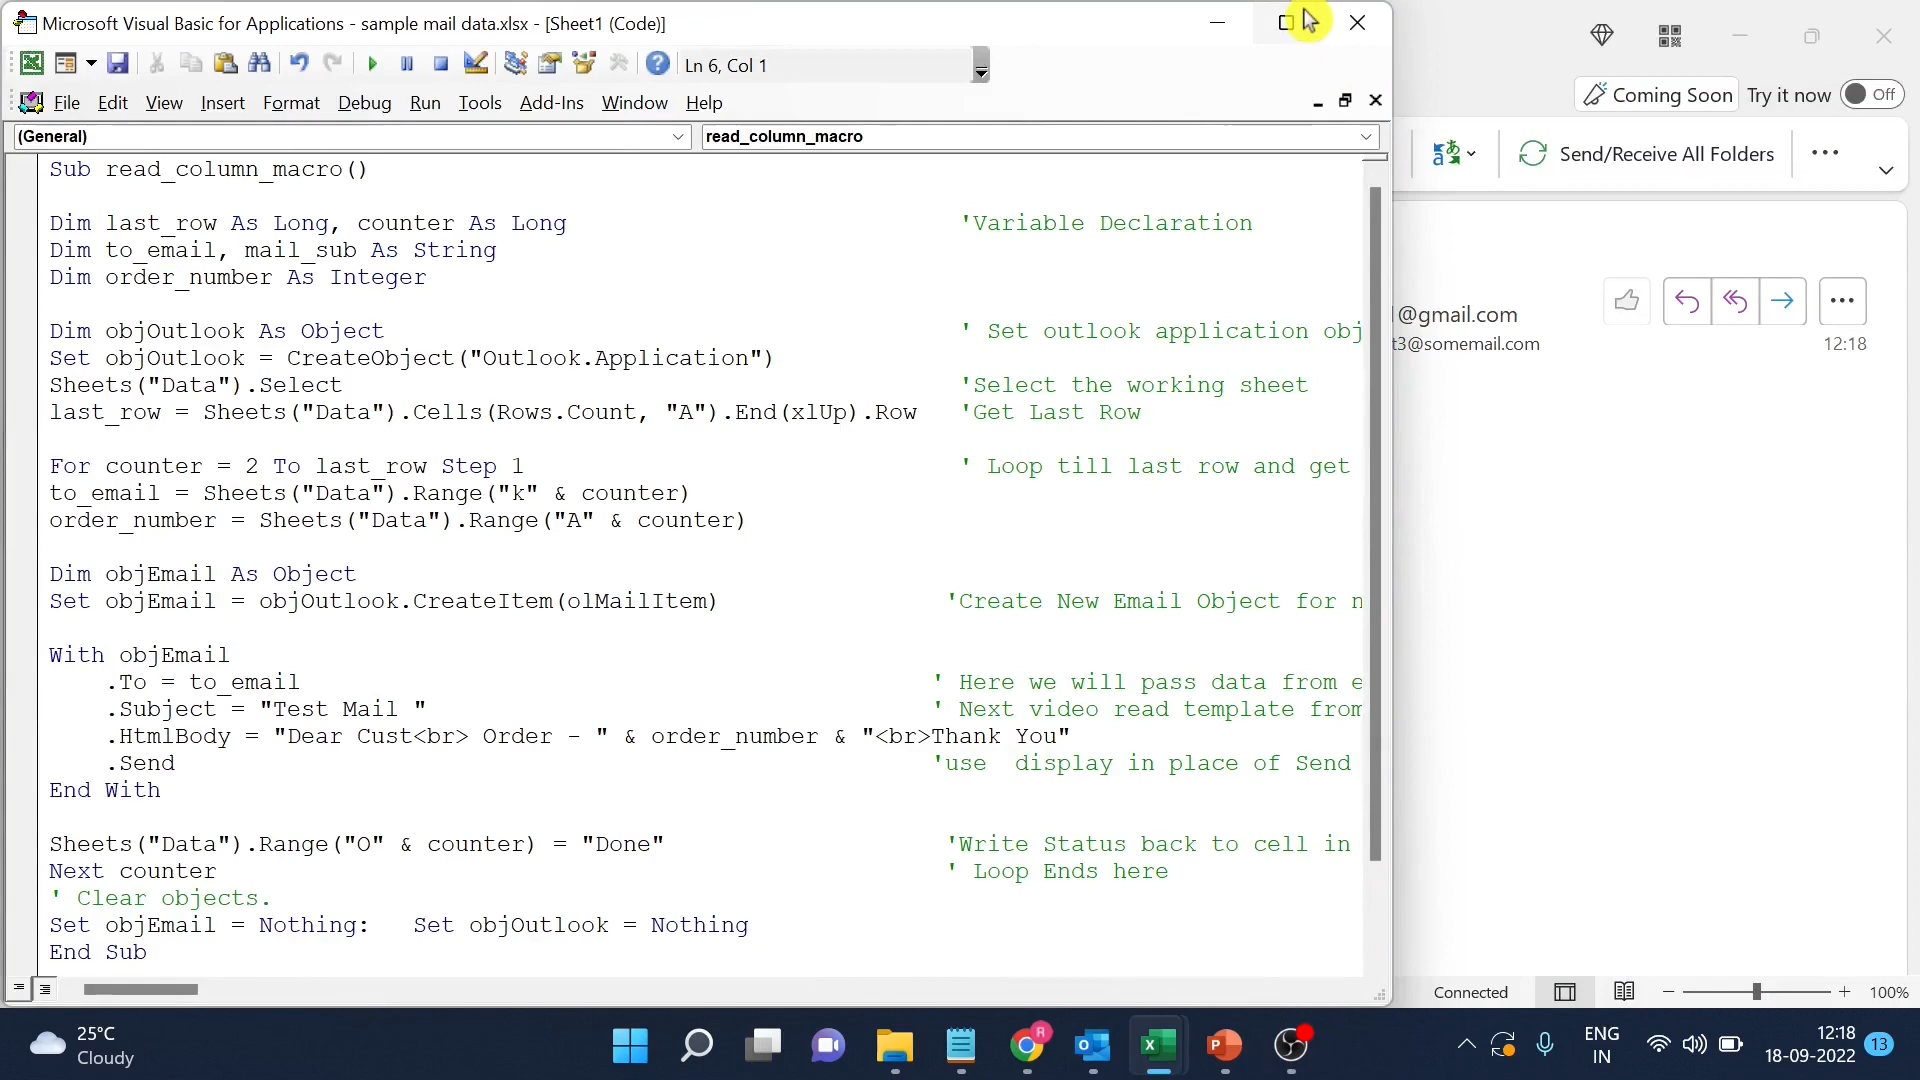 Microsoft Visual Basic for Applications - sample mail data.xlsx - [Sheet1 (Code)]
Ln 6, Col 1
File Edit View Insert Format Debug Run Tools Add-Ins Window Help
(General) read_column_macro
Sub read_column_macro()
Dim last_row As Long, counter As Long 'Variable Declaration
Dim to_email, mail_sub As String
Dim order_number As Integer
Dim objOutlook As Object ' Set outlook application obj
Set objOutlook = CreateObject("Outlook.Application")
Sheets("Data").Select 'Select the working sheet
last_row = Sheets("Data").Cells(Rows.Count, "A").End(xlUp).Row 'Get Last Row
For counter = 2 To last_row Step 1 ' Loop till last row and get
to_email = Sheets("Data").Range("k" & counter)
order_number = Sheets("Data").Range("A" & counter)
Dim objEmail As Object
Set objEmail = objOutlook.CreateItem(olMailItem) 'Create New Email Object for n
With objEmail
.To = to_email ' Here we will pass data from e
.Subject = "Test Mail " ' Next video read template from
.HtmlBody = "Dear Cust<br> Order - " & order_number & "<br>Thank You"
.Send 'use  display in place of Send
End With
Sheets("Data").Range("O" & counter) = "Done" 'Write Status back to cell in
Next counter ' Loop Ends here
' Clear objects.
Set objEmail = Nothing:   Set objOutlook = Nothing
End Sub
Coming Soon Try it now Off
Send/Receive All Folders
@gmail.com
t3@somemail.com 12:18
Connected 100%
25°C
Cloudy
R
ENG
IN
12:18
18-09-2022
13